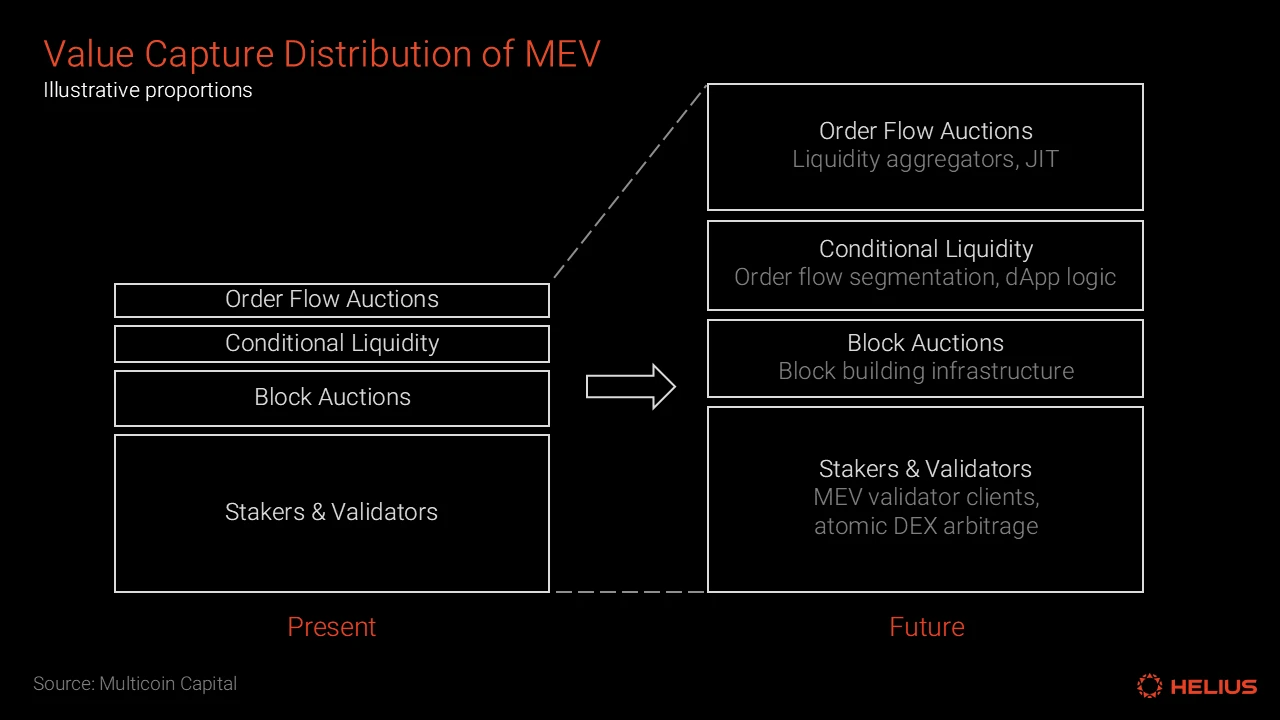 Value Capture Distribution of MEV
Illustrative proportions
Order Flow Auctions
Conditional Liquidity
Block Auctions
Stakers & Validators
Present
Order Flow Auctions
Liquidity aggregators, JIT
Conditional Liquidity
Order flow segmentation, dApp logic
Block Auctions
Block building infrastructure
Stakers & Validators
MEV validator clients,
atomic DEX arbitrage
Future
Source: Multicoin Capital
HELIUS